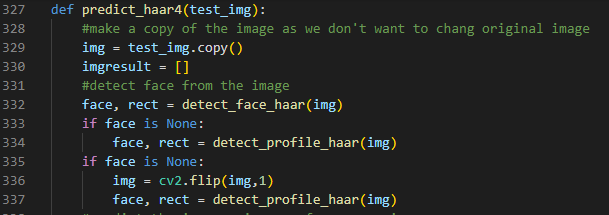 327 def predict_haar4(test_img):
328 #make a copy of the image as we don't want to chang original image
329 img = test_img.copy()
330 imgresult = []
331 #detect face from the image
332 face, rect = detect_face_haar(img)
333 if face is None:
334 face, rect = detect_profile_haar(img)
335 if face is None:
336 img = cv2.flip(img,1)
337 face, rect = detect_profile_haar(img)